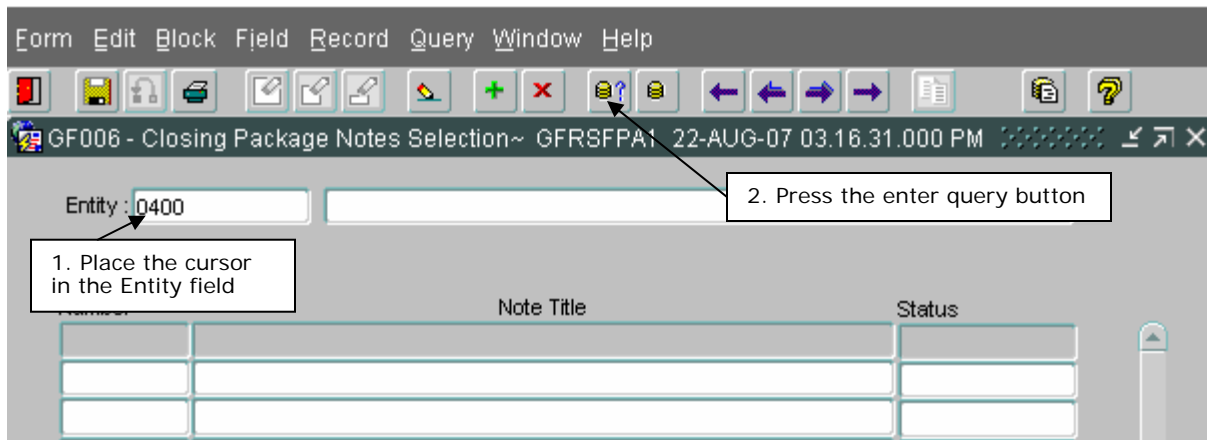 Form Edit Block Field Record Query Window Help
GF006 - Closing Package Notes Selection~ GFRSFPA1 22-AUG-07 03.16.31.000 PM
Entity : 0400
2. Press the enter query button
1. Place the cursor
in the Entity field
Number Note Title Status